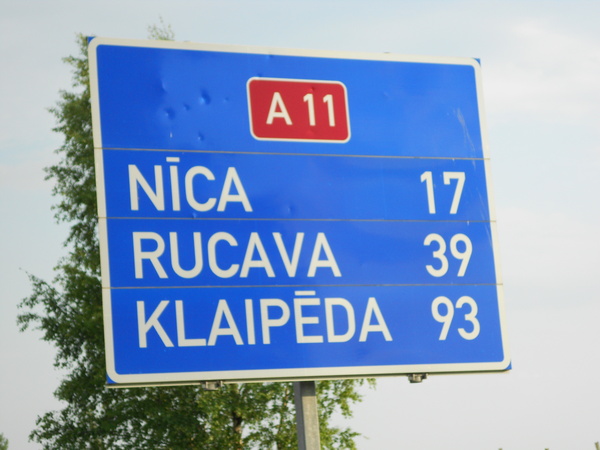 A 11
NĪCA 17
RUCAVA 39
KLAIPĒDA 93